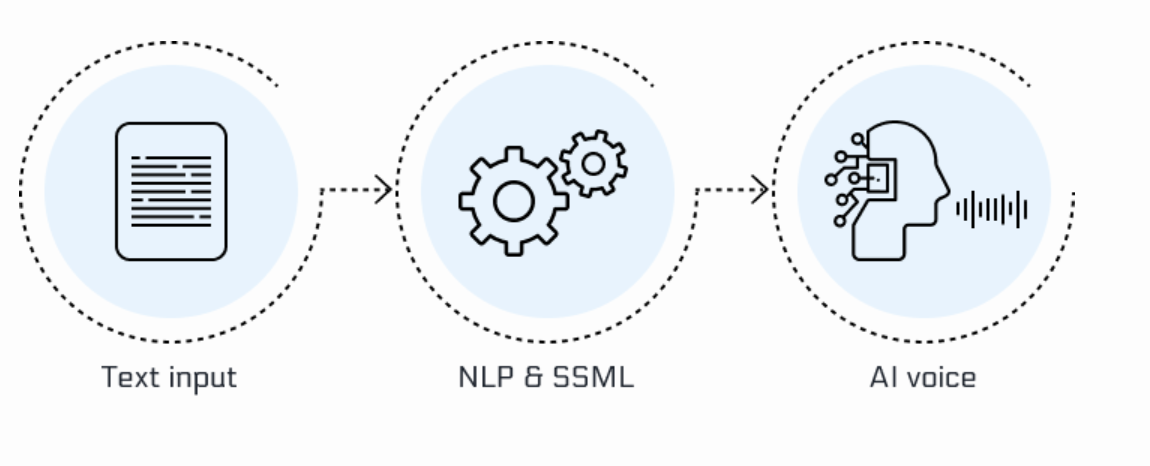 Text input
NLP & SSML
AI voice